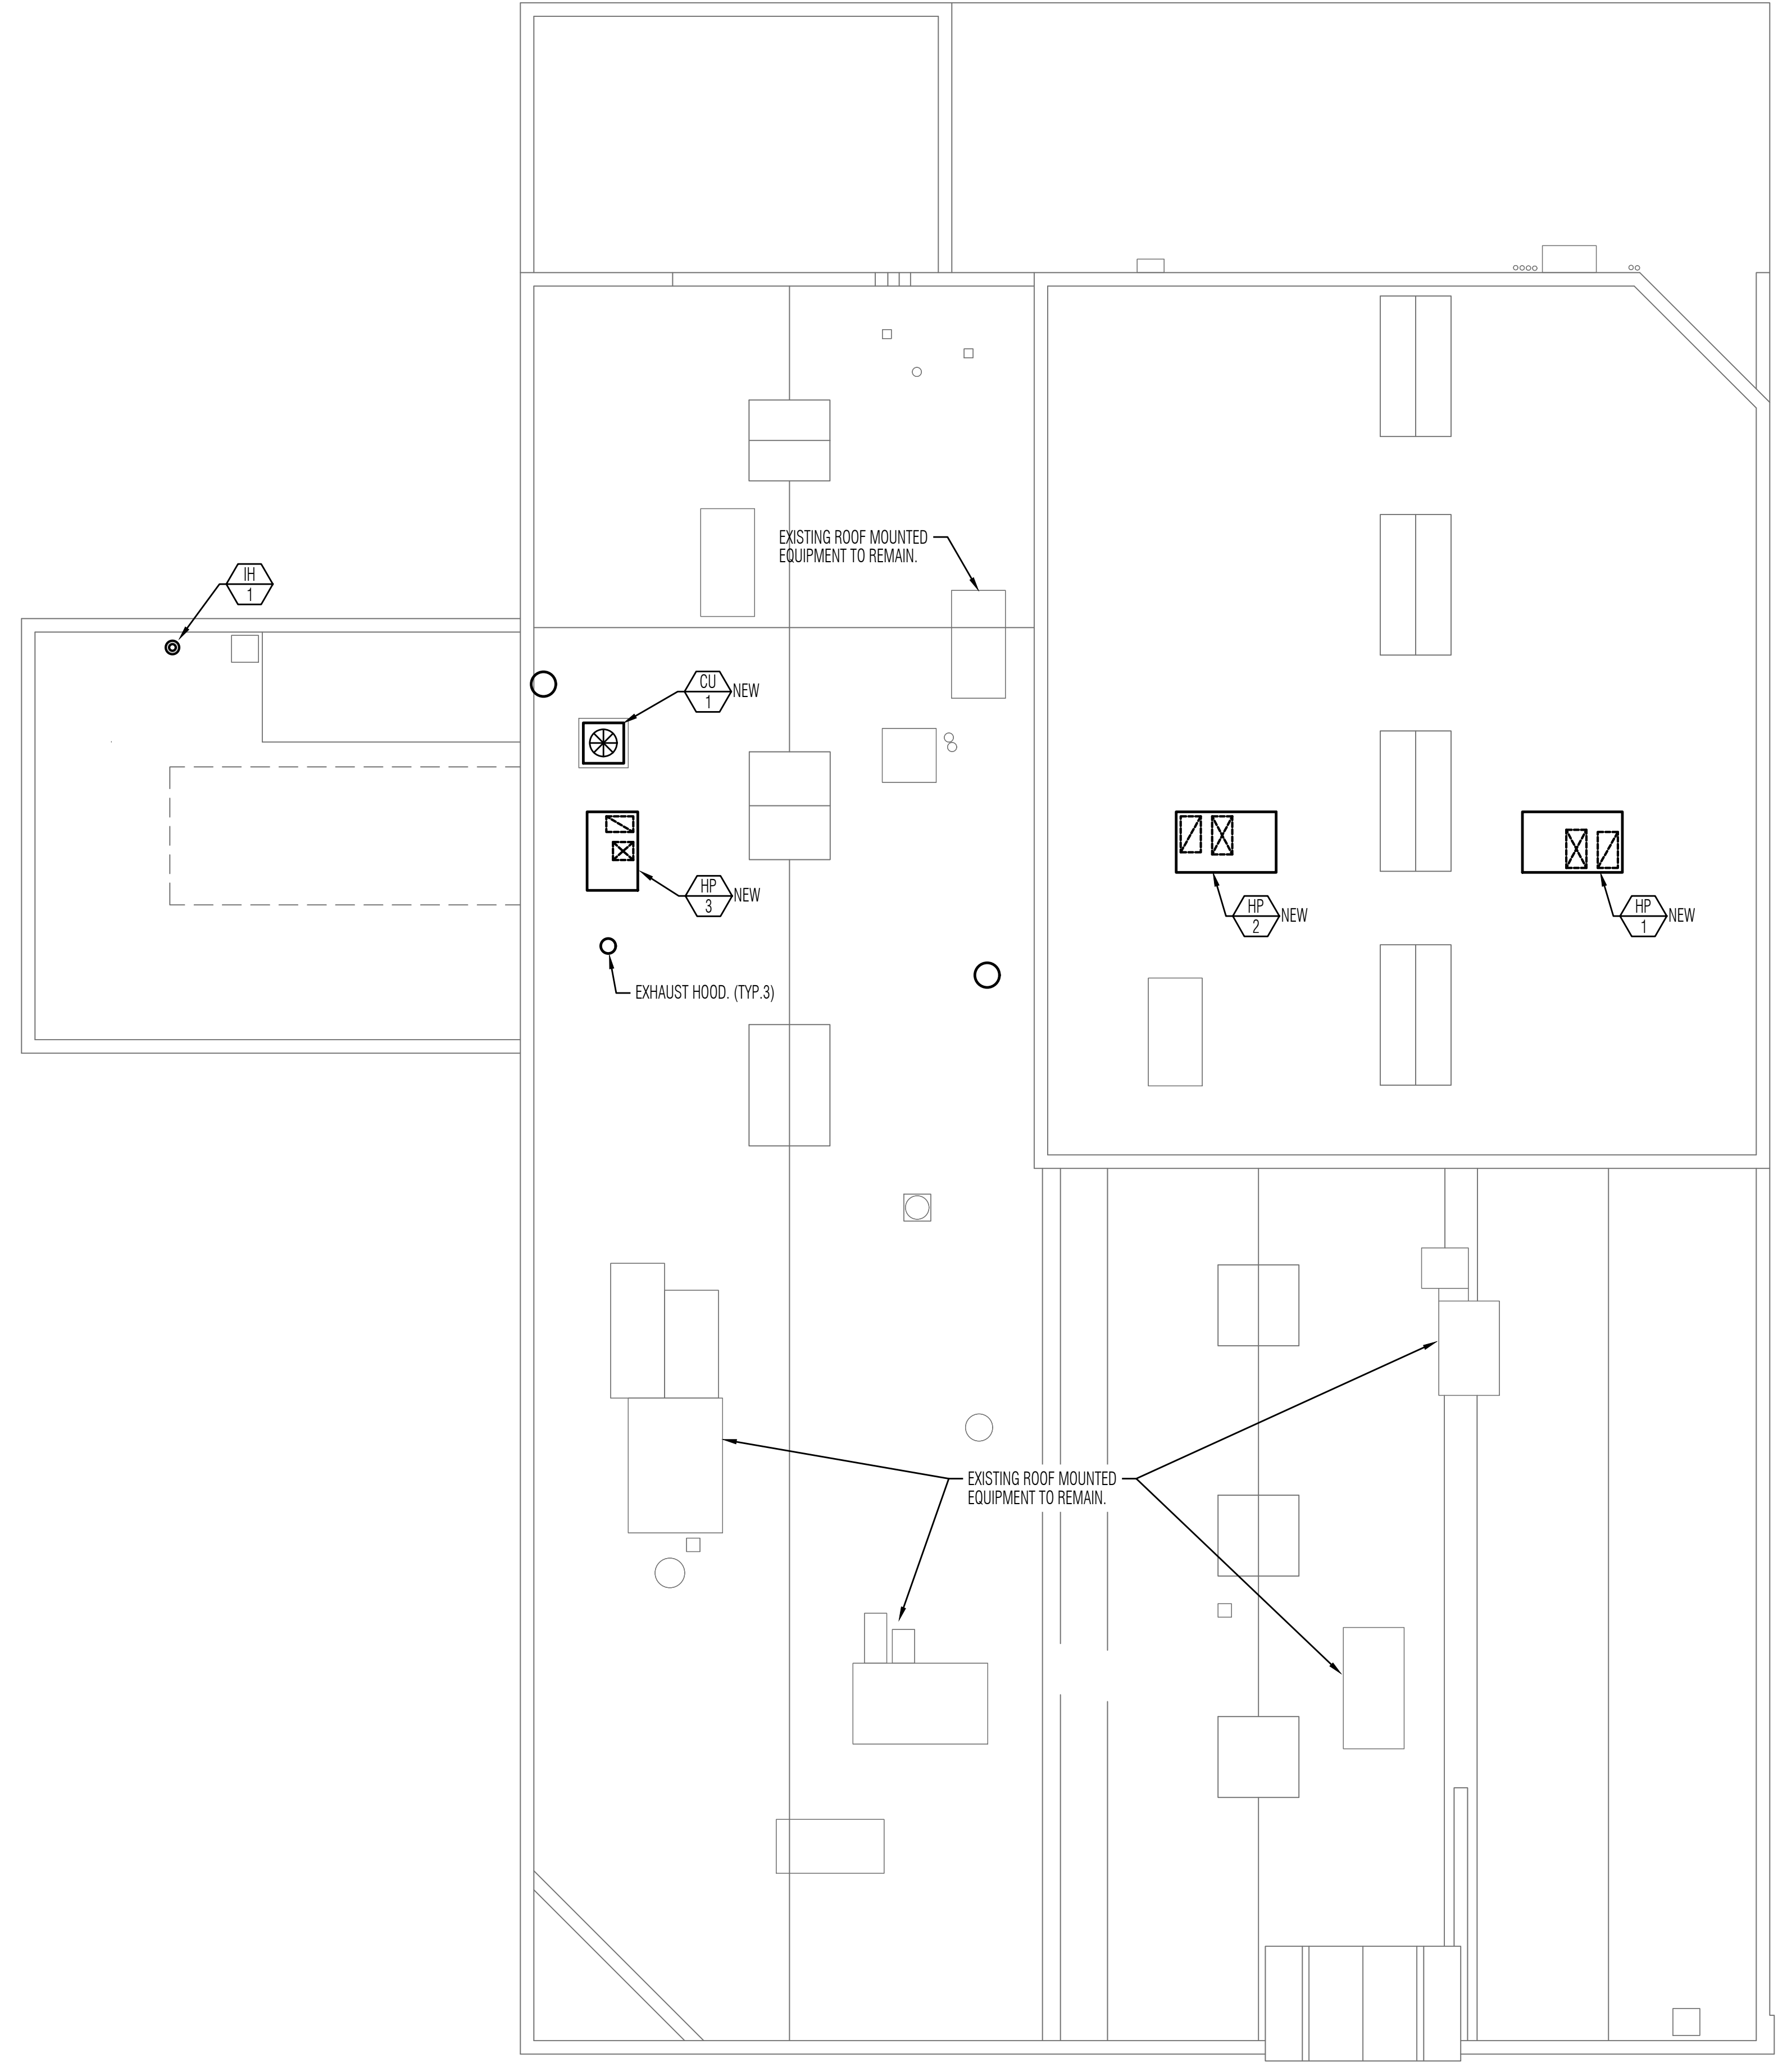 EXISTING ROOF MOUNTED
EQUIPMENT TO REMAIN.
IH
1
CU
1
NEW
HP
3
NEW
HP
2
NEW
HP
1
NEW
EXHAUST HOOD. (TYP.3)
EXISTING ROOF MOUNTED
EQUIPMENT TO REMAIN.